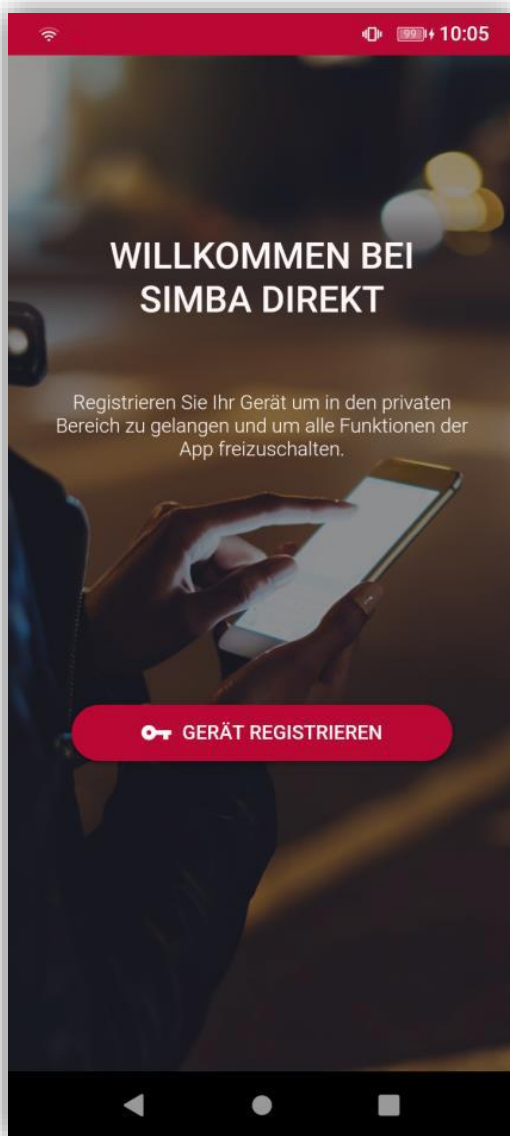 99 10:05
WILLKOMMEN BEI
SIMBA DIREKT
Registrieren Sie Ihr Gerät um in den privaten
Bereich zu gelangen und um alle Funktionen der
App freizuschalten.
GERÄT REGISTRIEREN